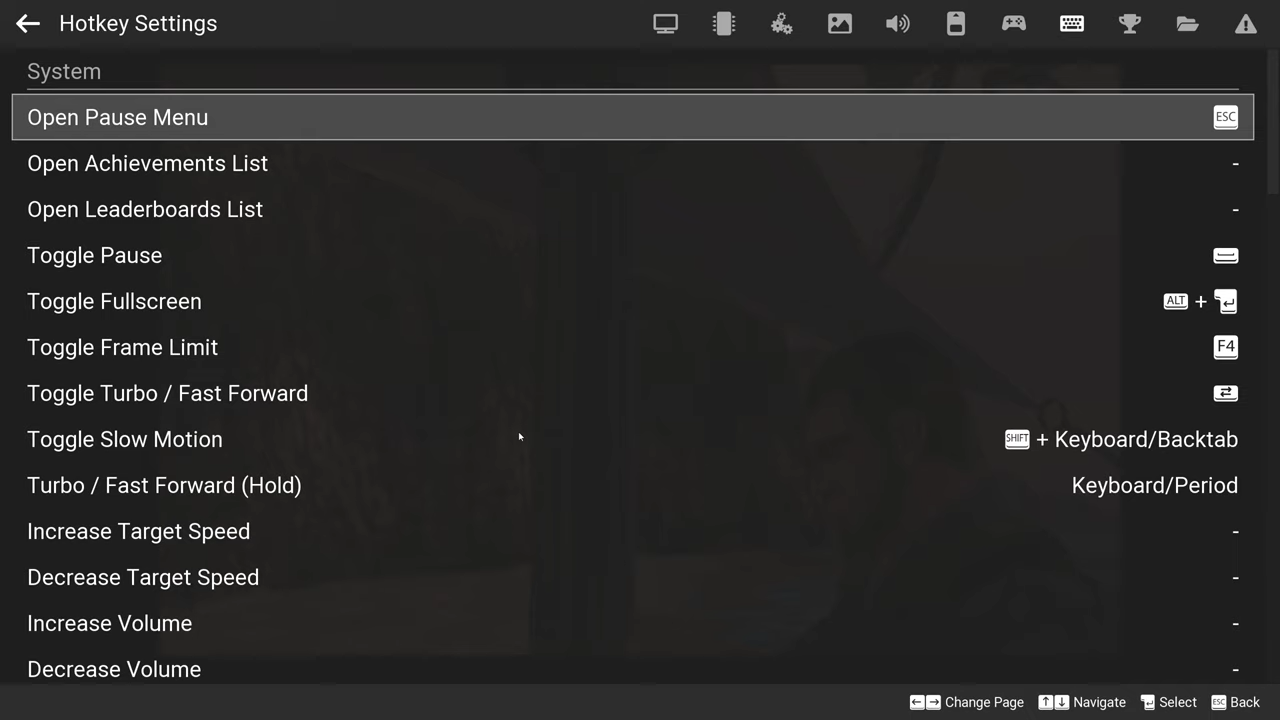 Hotkey Settings
System
Open Pause Menu ESC
Open Achievements List -
Open Leaderboards List -
Toggle Pause
Toggle Fullscreen ALT +
Toggle Frame Limit F4
Toggle Turbo / Fast Forward
Toggle Slow Motion SHIFT + Keyboard/Backtab
Turbo / Fast Forward (Hold) Keyboard/Period
Increase Target Speed -
Decrease Target Speed -
Increase Volume -
Decrease Volume -
Change Page Navigate Select ESC Back